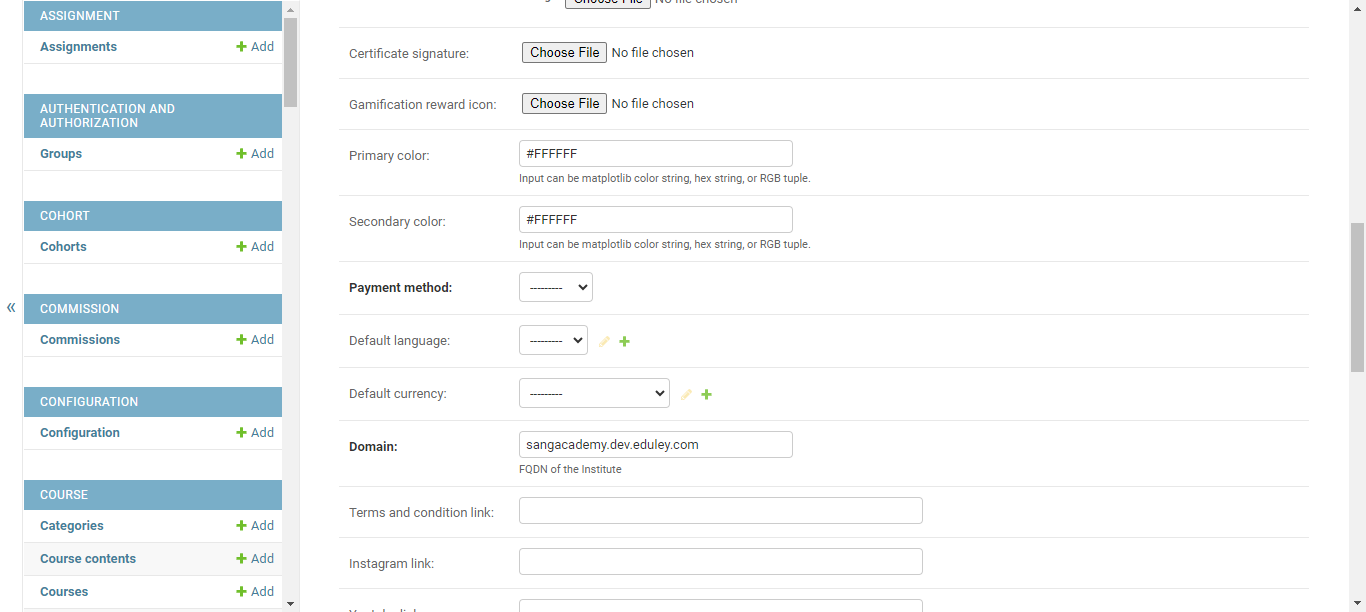 ASSIGNMENT
Assignments
Add
AUTHENTICATION AND
AUTHORIZATION
Groups
Add
COHORT
Cohorts
Add
COMMISSION
Commissions
Add
CONFIGURATION
Configuration
Add
COURSE
Categories
Add
Course contents
Add
Courses
Add
«
Choose File No file chosen
Certificate signature: Choose File No file chosen
Gamification reward icon: Choose File No file chosen
Primary color: #FFFFFF
Input can be matplotlib color string, hex string, or RGB tuple.
Secondary color: #FFFFFF
Input can be matplotlib color string, hex string, or RGB tuple.
Payment method: ---------
Default language: ---------
Default currency: ---------
Domain: sangacademy.dev.eduley.com
FQDN of the Institute
Terms and condition link:
Instagram link: